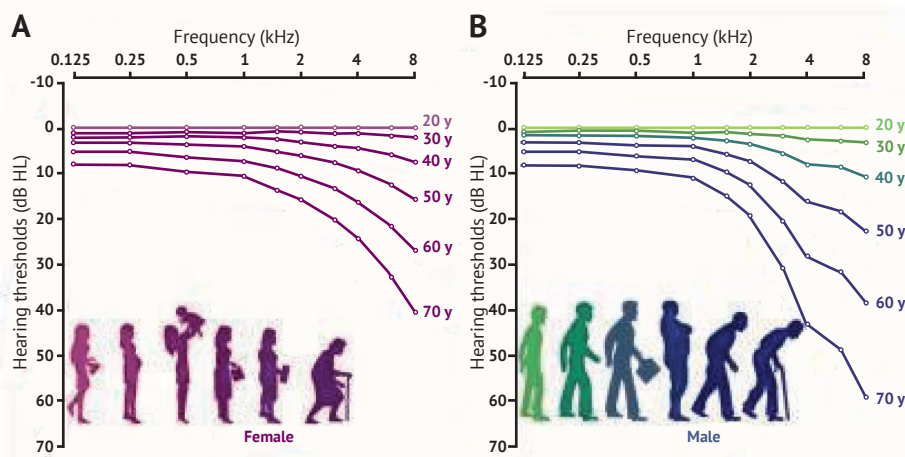 A
Frequency (kHz)
0.125 0.25 0.5 1 2 4 8
Hearing thresholds (dB HL)
-10
0
10
20
30
40
50
60
70
20 y
30 y
40 y
50 y
60 y
70 y
Female
B
Frequency (kHz)
0.125 0.25 0.5 1 2 4 8
Hearing thresholds (dB HL)
-10
0
10
20
30
40
50
60
70
20 y
30 y
40 y
50 y
60 y
70 y
Male